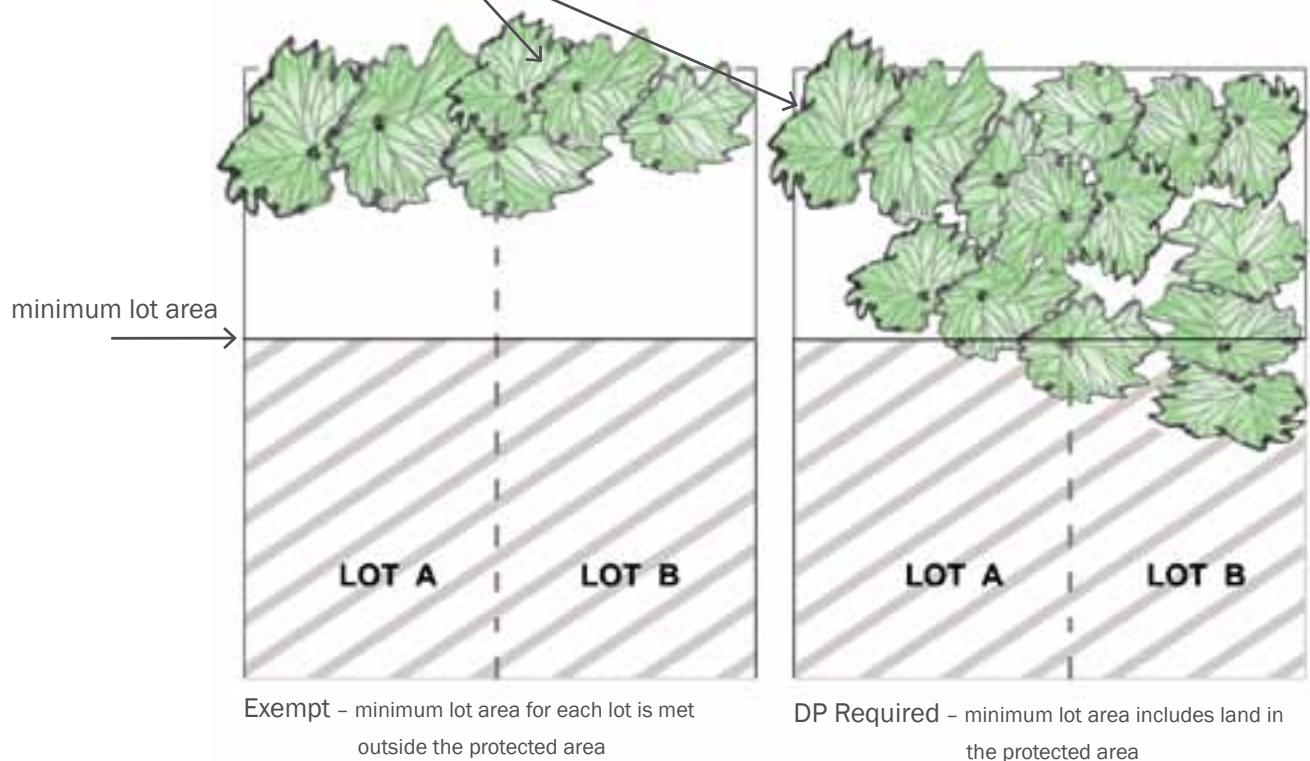 minimum lot area
LOT A
LOT B
LOT A
LOT B
Exempt – minimum lot area for each lot is met
outside the protected area
DP Required – minimum lot area includes land in
the protected area